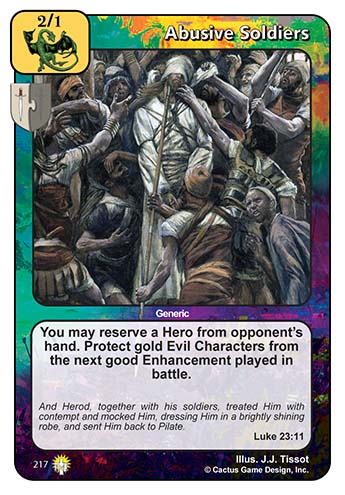 2/1
Abusive Soldiers
Generic
You may reserve a Hero from opponent's
hand. Protect gold Evil Characters from
the next good Enhancement played in
battle.
And Herod, together with his soldiers, treated Him with
contempt and mocked Him, dressing Him in a brightly shining
robe, and sent Him back to Pilate.
Luke 23:11
Illus. J.J. Tissot
217
© Cactus Game Design, Inc.